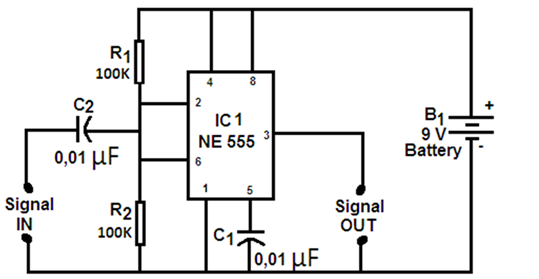 R1
100K
4
8
C2
2
IC 1
NE 555
3
B1
9 V
Battery
+
-
0,01 µF
6
Signal
IN
R2
100K
1
5
Signal
OUT
C1
0,01 µF